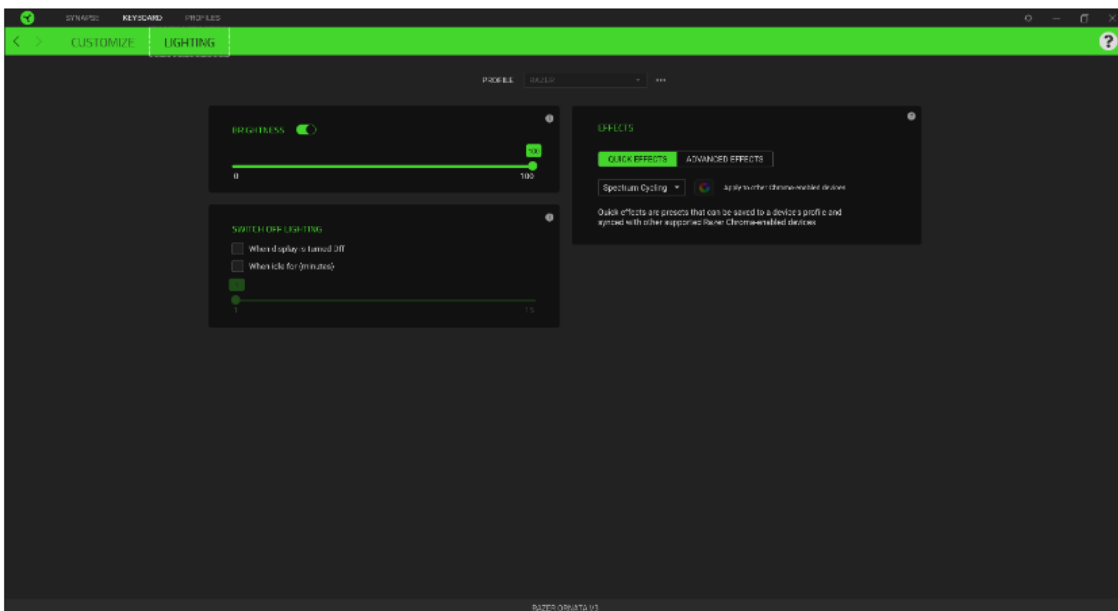 SYNAPSE KEYBOARD PROFILES
CUSTOMIZE LIGHTING
?
PROFILE RAZER
BRIGHTNESS
100
0 100
SWITCH OFF LIGHTING
When display is turned Off
When idle for (minutes)
1 15
EFFECTS
QUICK EFFECTS ADVANCED EFFECTS
Spectrum Cycling Apply to other Chroma-enabled devices
Quick effects are presets that can be saved to a device's profile and
synced with other supported Razer Chroma-enabled devices
RAZER ORNATA V3